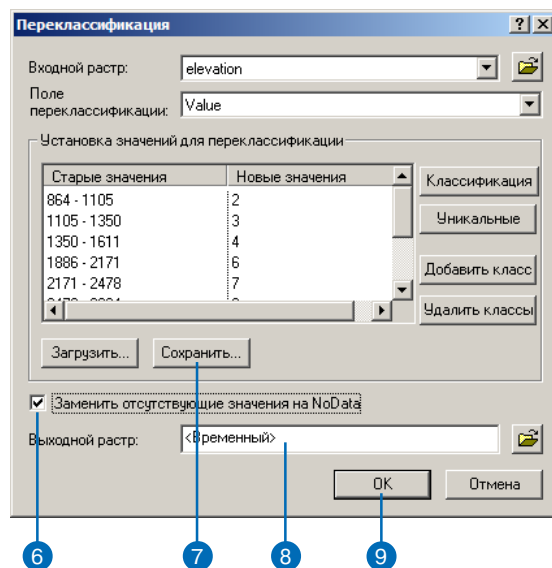 Переклассификация
Входной растр: elevation
Поле
переклассификации: Value
Установка значений для переклассификации
Старые значения Новые значения
864 - 1105 2
1105 - 1350 3
1350 - 1611 4
1886 - 2171 6
2171 - 2478 7
Классификация
Уникальные
Добавить класс
Удалить классы
Загрузить... Сохранить...
Заменить отсутствующие значения на NoData
Выходной растр: <Временный>
OK Отмена
6 7 8 9